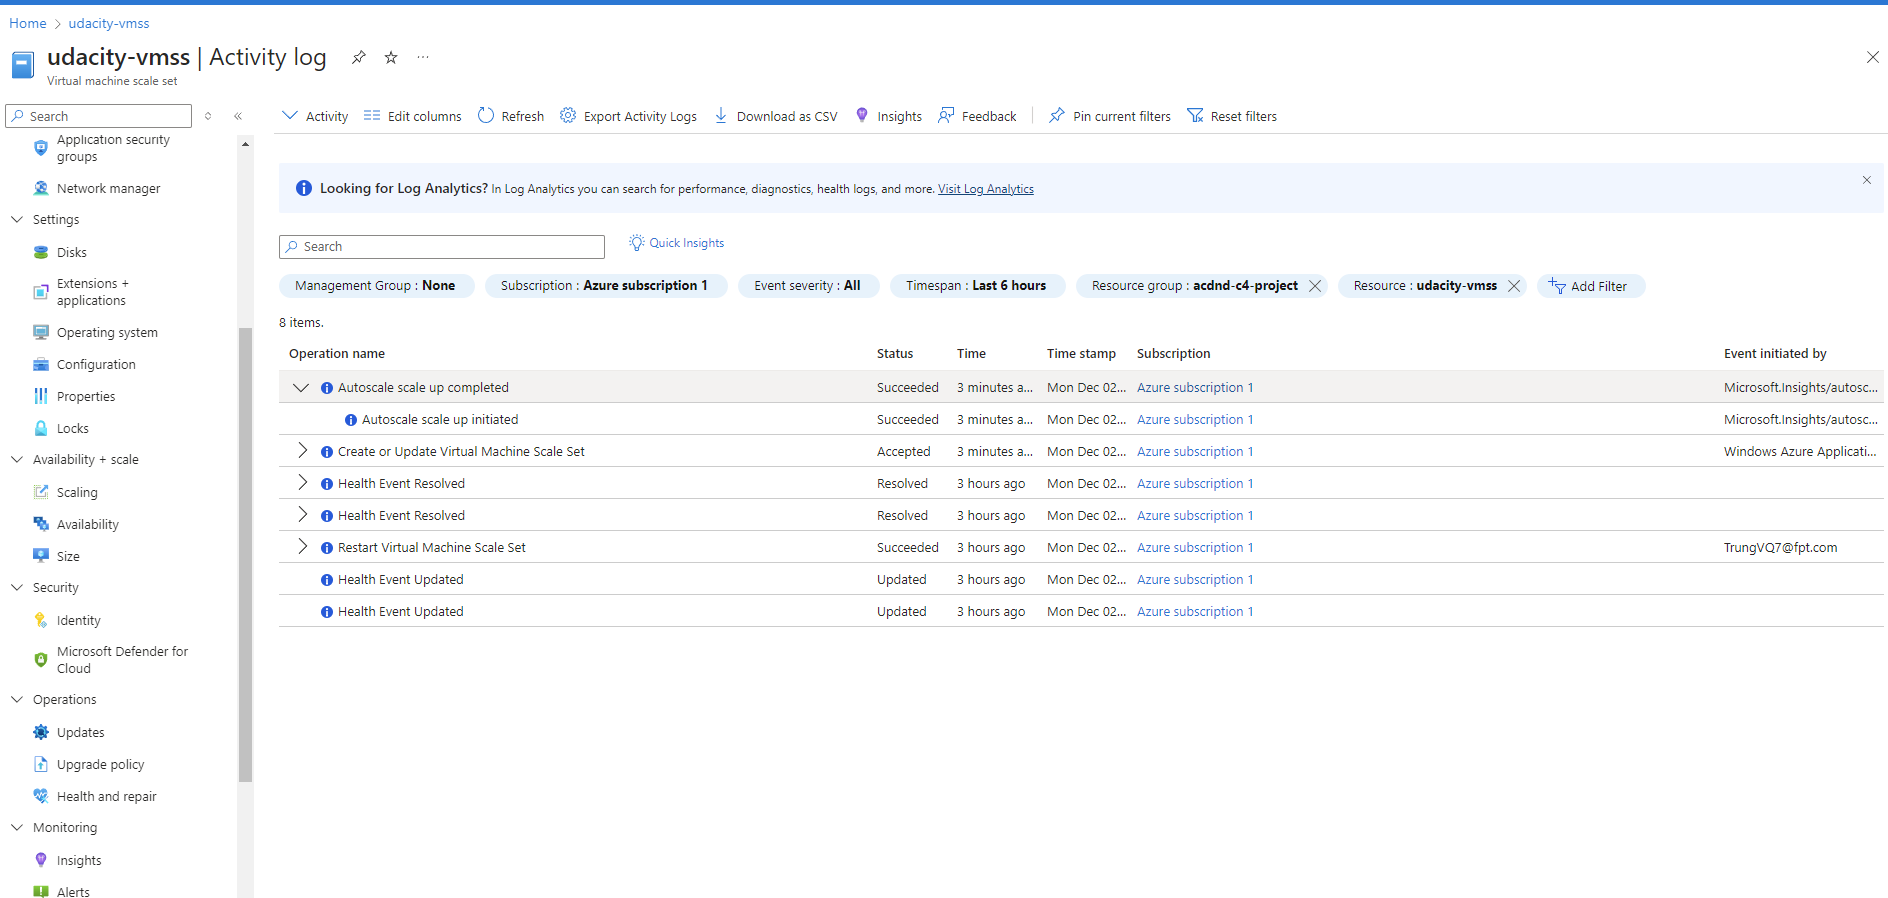 Home > udacity-vmss
udacity-vmss | Activity log
Virtual machine scale set
Search
Application security
groups
Network manager
Settings
Disks
Extensions +
applications
Operating system
Configuration
Properties
Locks
Availability + scale
Scaling
Availability
Size
Security
Identity
Microsoft Defender for
Cloud
Operations
Updates
Upgrade policy
Health and repair
Monitoring
Insights
Alerts
Activity Edit columns Refresh Export Activity Logs Download as CSV Insights Feedback Pin current filters Reset filters
Looking for Log Analytics? In Log Analytics you can search for performance, diagnostics, health logs, and more. Visit Log Analytics
Search Quick Insights
Management Group : None Subscription : Azure subscription 1 Event severity : All Timespan : Last 6 hours Resource group : acdnd-c4-project Resource : udacity-vmss Add Filter
8 items.
Operation name Status Time Time stamp Subscription Event initiated by
Autoscale scale up completed Succeeded 3 minutes a... Mon Dec 02... Azure subscription 1 Microsoft.Insights/autosc...
Autoscale scale up initiated Succeeded 3 minutes a... Mon Dec 02... Azure subscription 1 Microsoft.Insights/autosc...
Create or Update Virtual Machine Scale Set Accepted 3 minutes a... Mon Dec 02... Azure subscription 1 Windows Azure Applicati...
Health Event Resolved Resolved 3 hours ago Mon Dec 02... Azure subscription 1
Health Event Resolved Resolved 3 hours ago Mon Dec 02... Azure subscription 1
Restart Virtual Machine Scale Set Succeeded 3 hours ago Mon Dec 02... Azure subscription 1 TrungVQ7@fpt.com
Health Event Updated Updated 3 hours ago Mon Dec 02... Azure subscription 1
Health Event Updated Updated 3 hours ago Mon Dec 02... Azure subscription 1